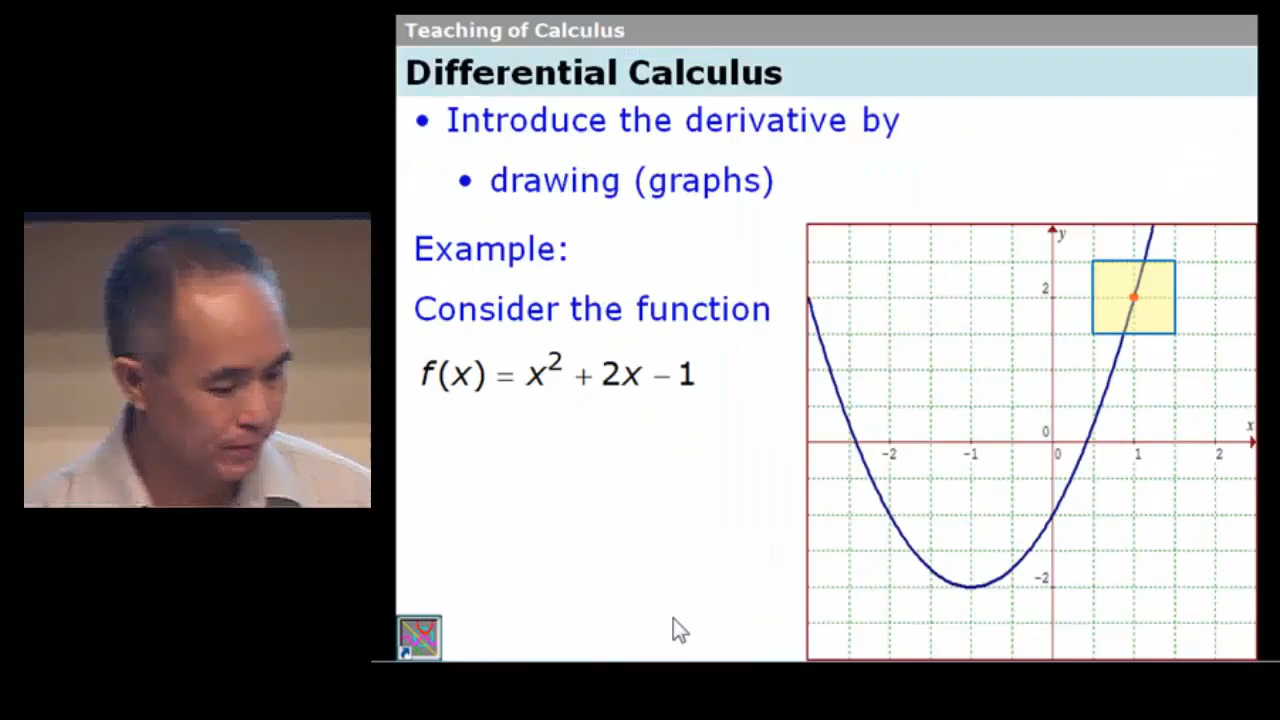 Teaching of Calculus
Differential Calculus
• Introduce the derivative by
• drawing (graphs)
Example:
Consider the function
f(x) = x² + 2x − 1
y
2
0
x
−2
−1
0
1
2
−2